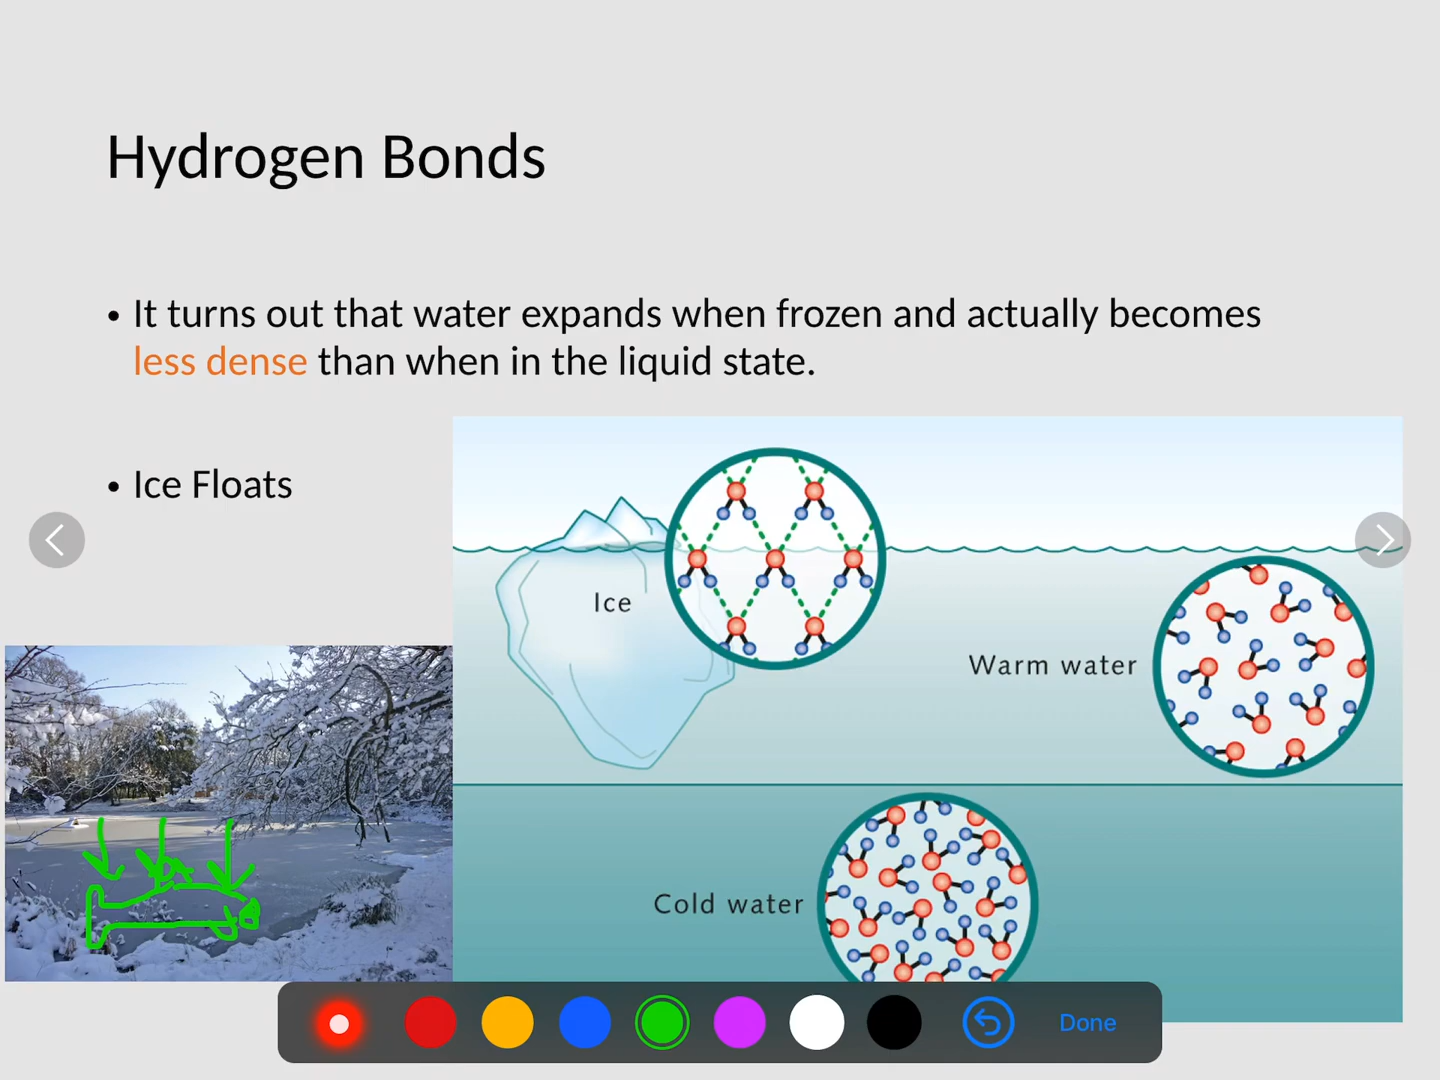 Hydrogen Bonds
• It turns out that water expands when frozen and actually becomes
less dense than when in the liquid state.
• Ice Floats
Ice
Warm water
Cold water
Done